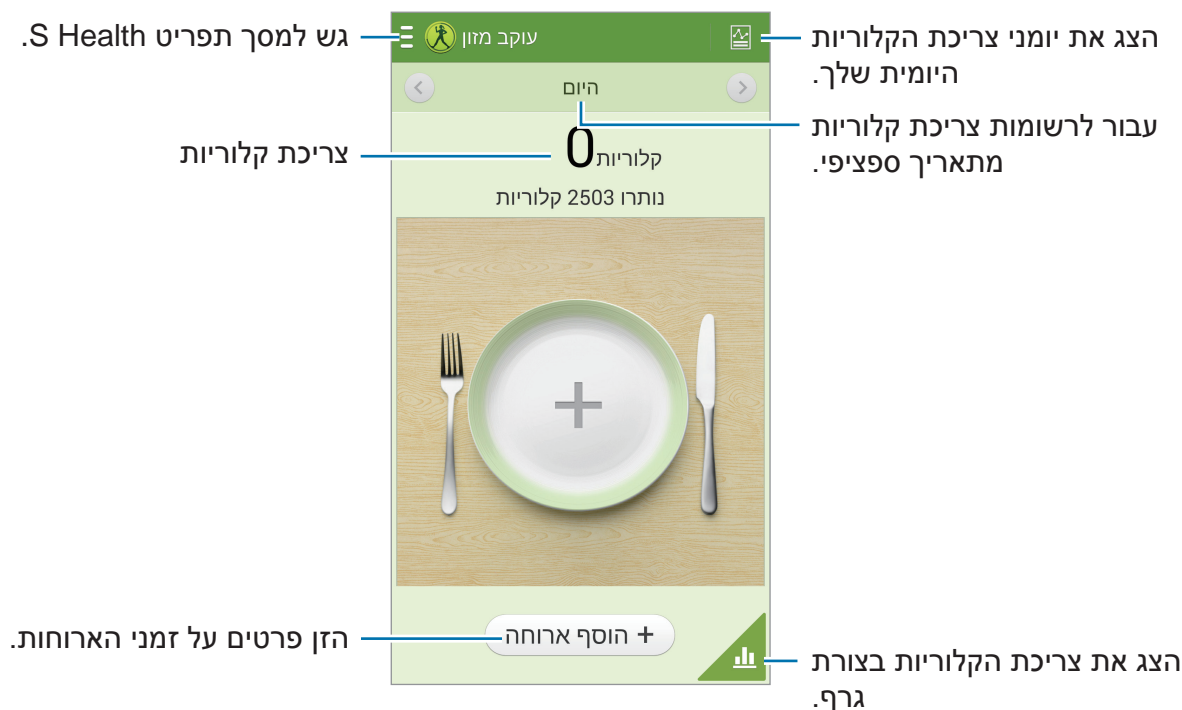 גש למסך תפריט S Health.
עוקב מזון
הצג את יומני צריכת הקלוריות
היומית שלך.
היום
עבור לרשומות צריכת קלוריות
מתאריך ספציפי.
צריכת קלוריות
0 קלוריות
נותרו 2503 קלוריות
הזן פרטים על זמני הארוחות.
+ הוסף ארוחה
הצג את צריכת הקלוריות בצורת
גרף.